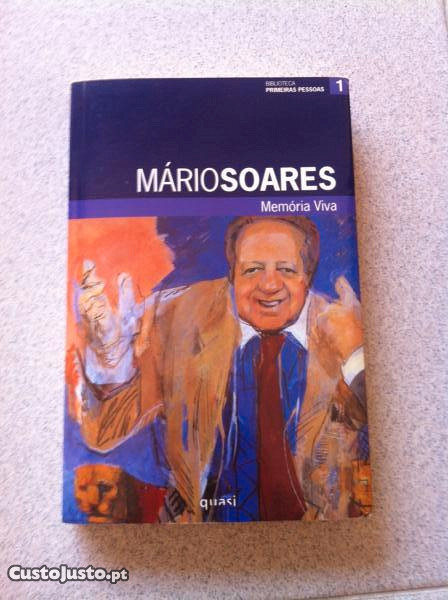 BIBLIOTECA
PRIMEIRAS PESSOAS 1
MÁRIOSOARES
Memória Viva
quasi
CustoJusto.pt